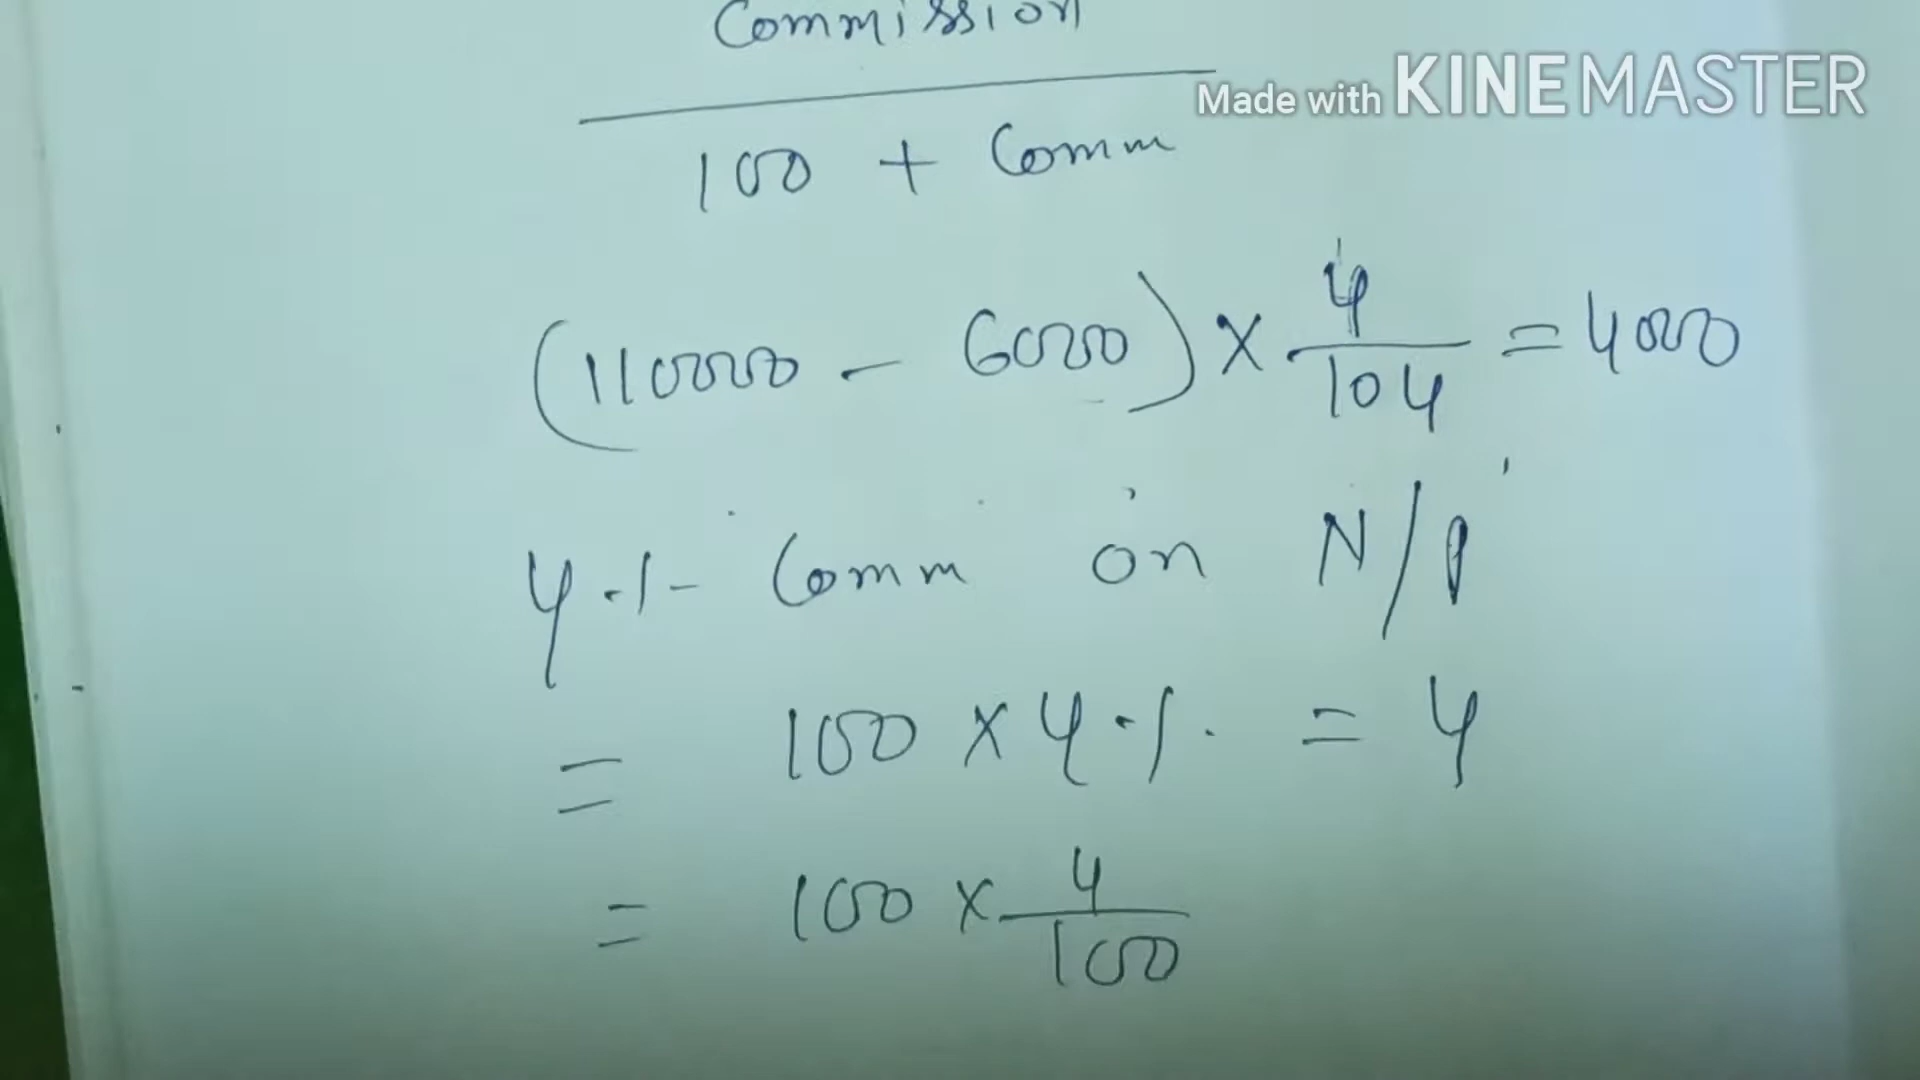 Commission
Made with KINEMASTER
100 + Comm
(110000 - 6000) × 4/104 = 4000
4 % Comm on N/P
= 100 × 4 % = 4
= 100 × 4/100